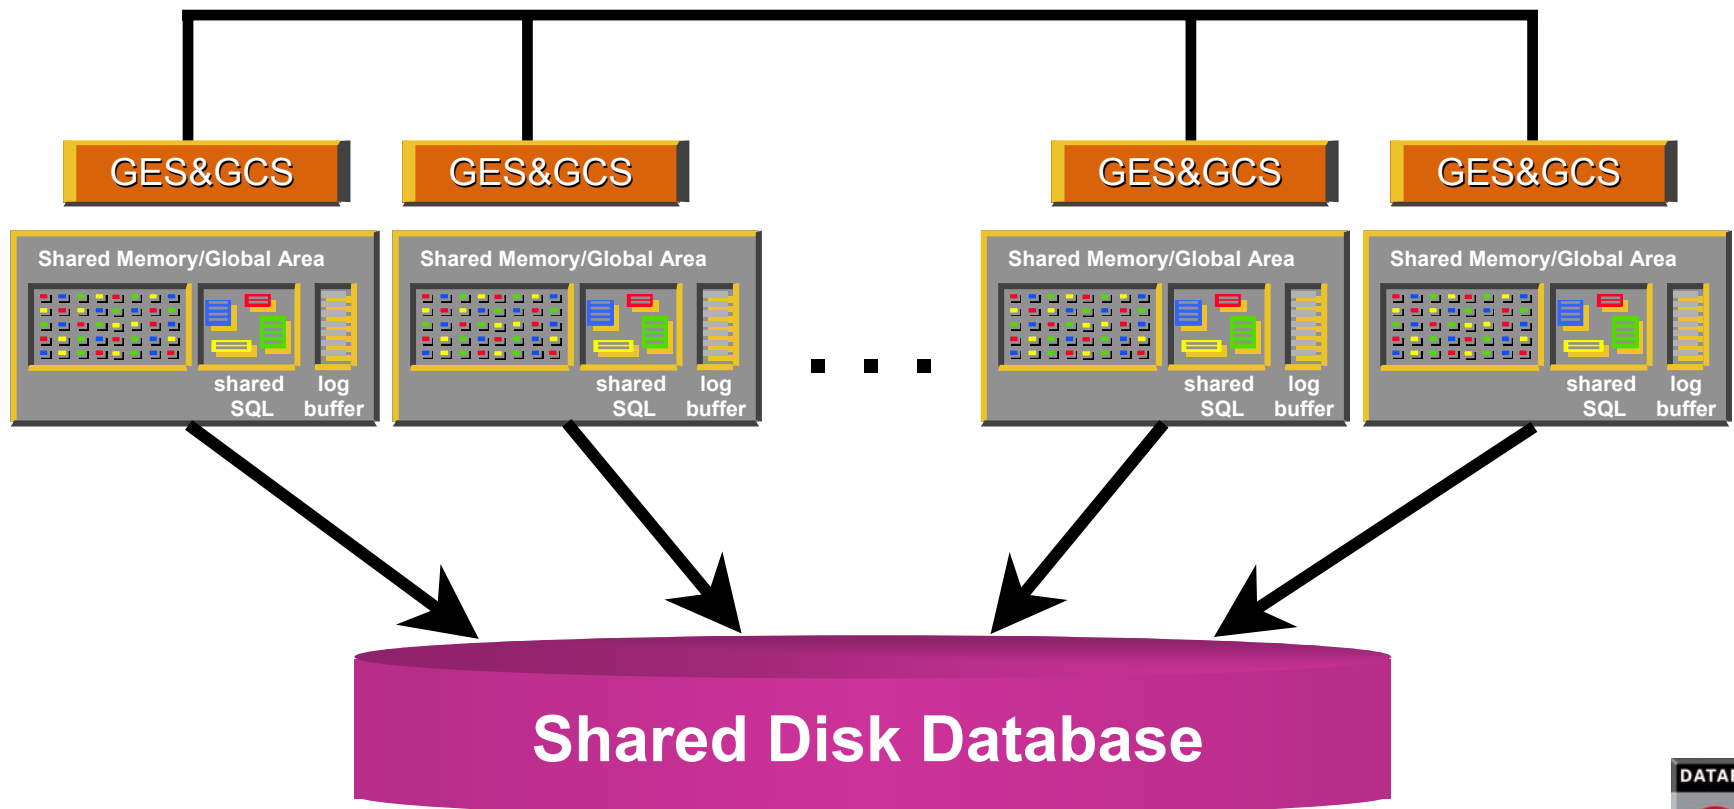 GES&GCS
GES&GCS
GES&GCS
GES&GCS
Shared Memory/Global Area
shared
SQL
log
buffer
Shared Memory/Global Area
shared
SQL
log
buffer
. . .
Shared Memory/Global Area
shared
SQL
log
buffer
Shared Memory/Global Area
shared
SQL
log
buffer
Shared Disk Database